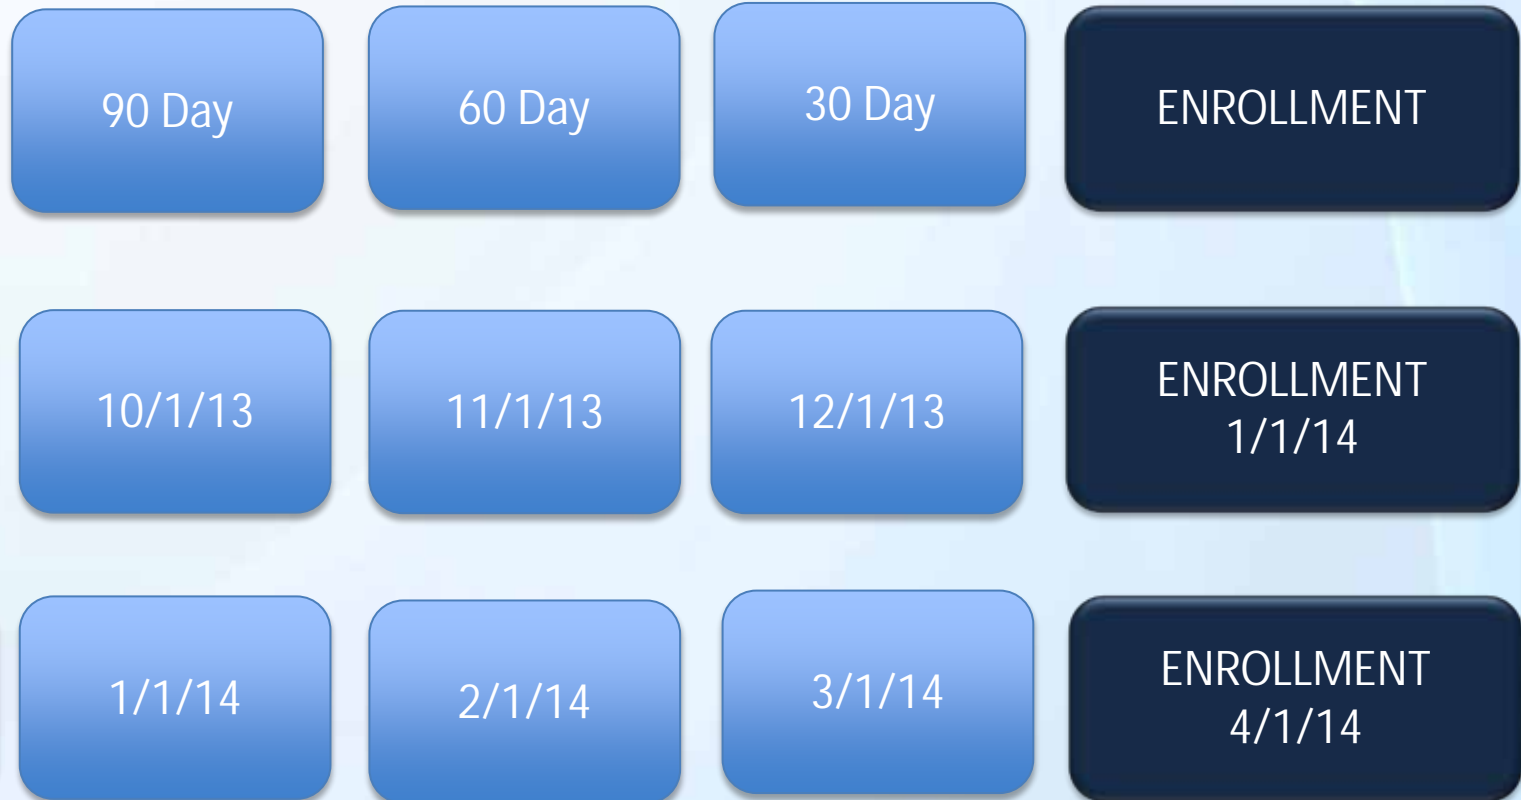 90 Day
60 Day
30 Day
ENROLLMENT
10/1/13
11/1/13
12/1/13
ENROLLMENT
1/1/14
1/1/14
2/1/14
3/1/14
ENROLLMENT
4/1/14